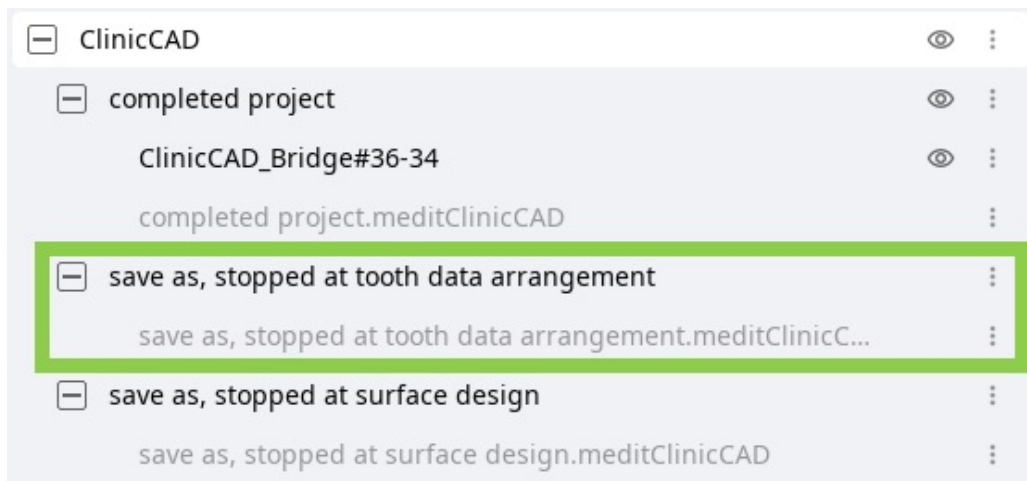 ClinicCAD
completed project
ClinicCAD_Bridge#36-34
completed project.meditClinicCAD
save as, stopped at tooth data arrangement
save as, stopped at tooth data arrangement.meditClinicC...
save as, stopped at surface design
save as, stopped at surface design.meditClinicCAD